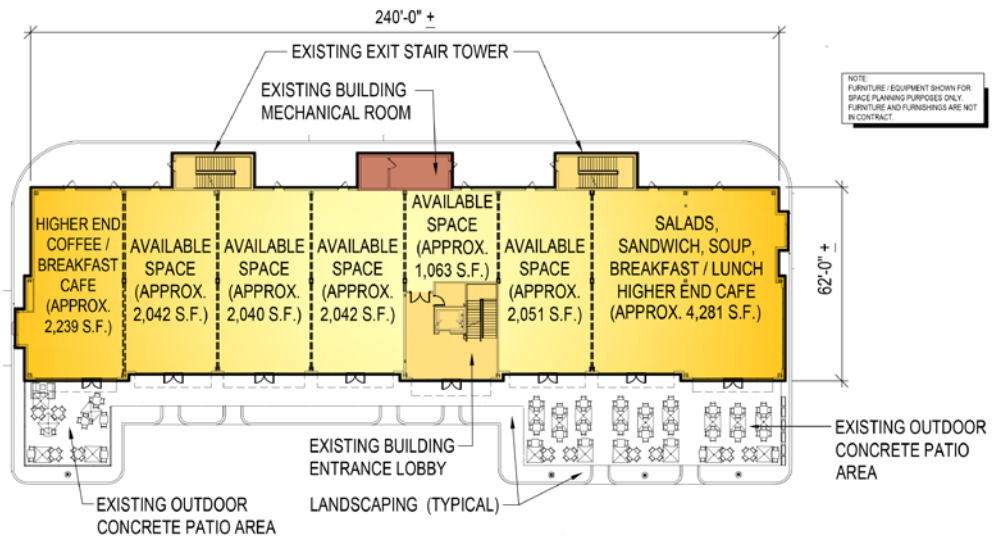 240'-0" ±
EXISTING EXIT STAIR TOWER
EXISTING BUILDING
MECHANICAL ROOM
NOTE:
FURNITURE / EQUIPMENT SHOWN FOR
SPACE PLANNING PURPOSES ONLY.
FURNITURE AND FURNISHINGS ARE NOT
IN CONTRACT.
HIGHER END
COFFEE /
BREAKFAST
CAFE
(APPROX.
2,239 S.F.)
AVAILABLE
SPACE
(APPROX.
2,042 S.F.)
AVAILABLE
SPACE
(APPROX.
2,040 S.F.)
AVAILABLE
SPACE
(APPROX.
2,042 S.F.)
AVAILABLE
SPACE
(APPROX.
1,063 S.F.)
AVAILABLE
SPACE
(APPROX.
2,051 S.F.)
SALADS,
SANDWICH, SOUP,
BREAKFAST / LUNCH
HIGHER END CAFE
(APPROX. 4,281 S.F.)
62'-0" ±
EXISTING BUILDING
ENTRANCE LOBBY
LANDSCAPING (TYPICAL)
EXISTING OUTDOOR
CONCRETE PATIO
AREA
EXISTING OUTDOOR
CONCRETE PATIO AREA